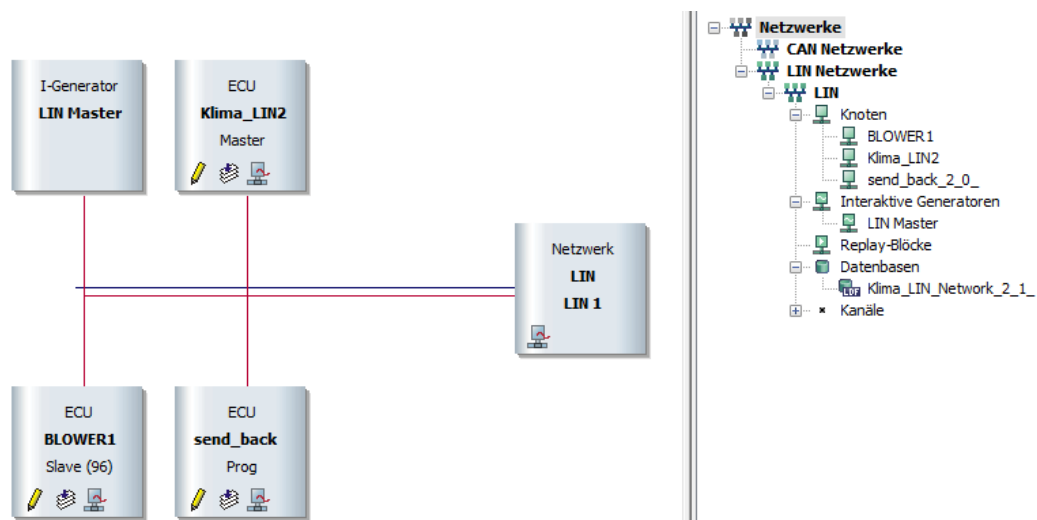 I-Generator
LIN Master
ECU
Klima_LIN2
Master
Netzwerk
LIN
LIN 1
ECU
BLOWER1
Slave (96)
ECU
send_back
Prog
Netzwerke
CAN Netzwerke
LIN Netzwerke
LIN
Knoten
BLOWER1
Klima_LIN2
send_back_2_0_
Interaktive Generatoren
LIN Master
Replay-Blöcke
Datenbasen
LDF Klima_LIN_Network_2_1_
Kanäle